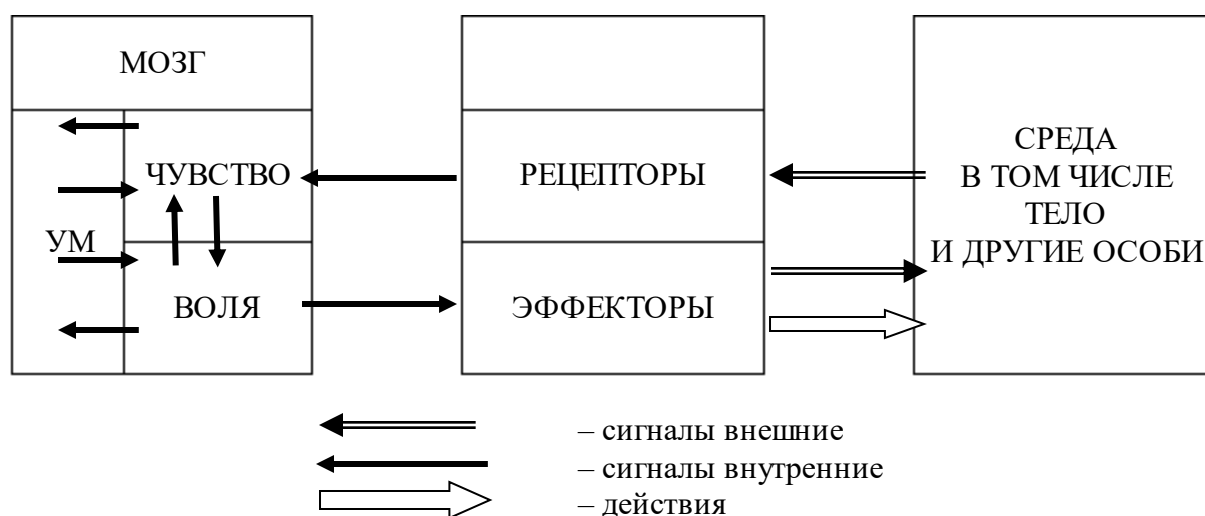 МОЗГ
ЧУВСТВО
УМ
ВОЛЯ
РЕЦЕПТОРЫ
ЭФФЕКТОРЫ
СРЕДА
В ТОМ ЧИСЛЕ
ТЕЛО
И ДРУГИЕ ОСОБИ
– сигналы внешние
– сигналы внутренние
– действия